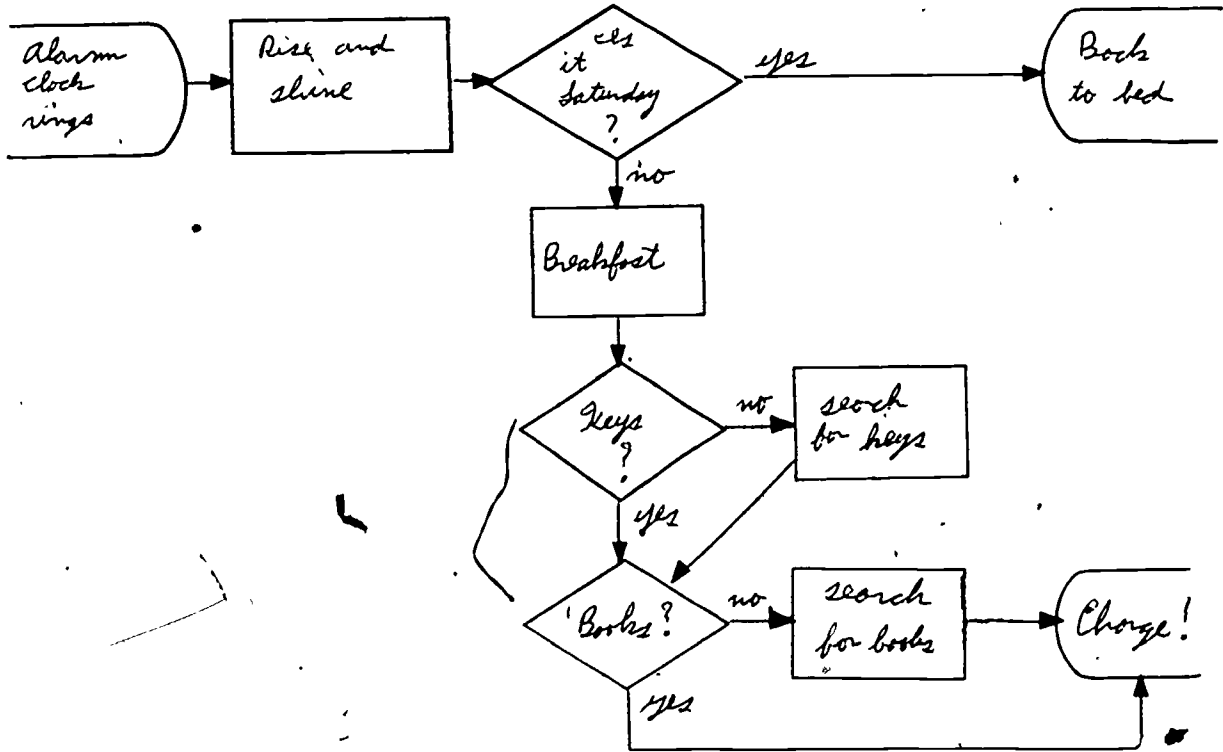 Alarm
clock
rings
Rise and
shine
Is
it
Saturday
?
yes
Back
to bed
no
Breakfast
Keys
?
no
search
for keys
yes
Books?
no
search
for books
Charge!
yes